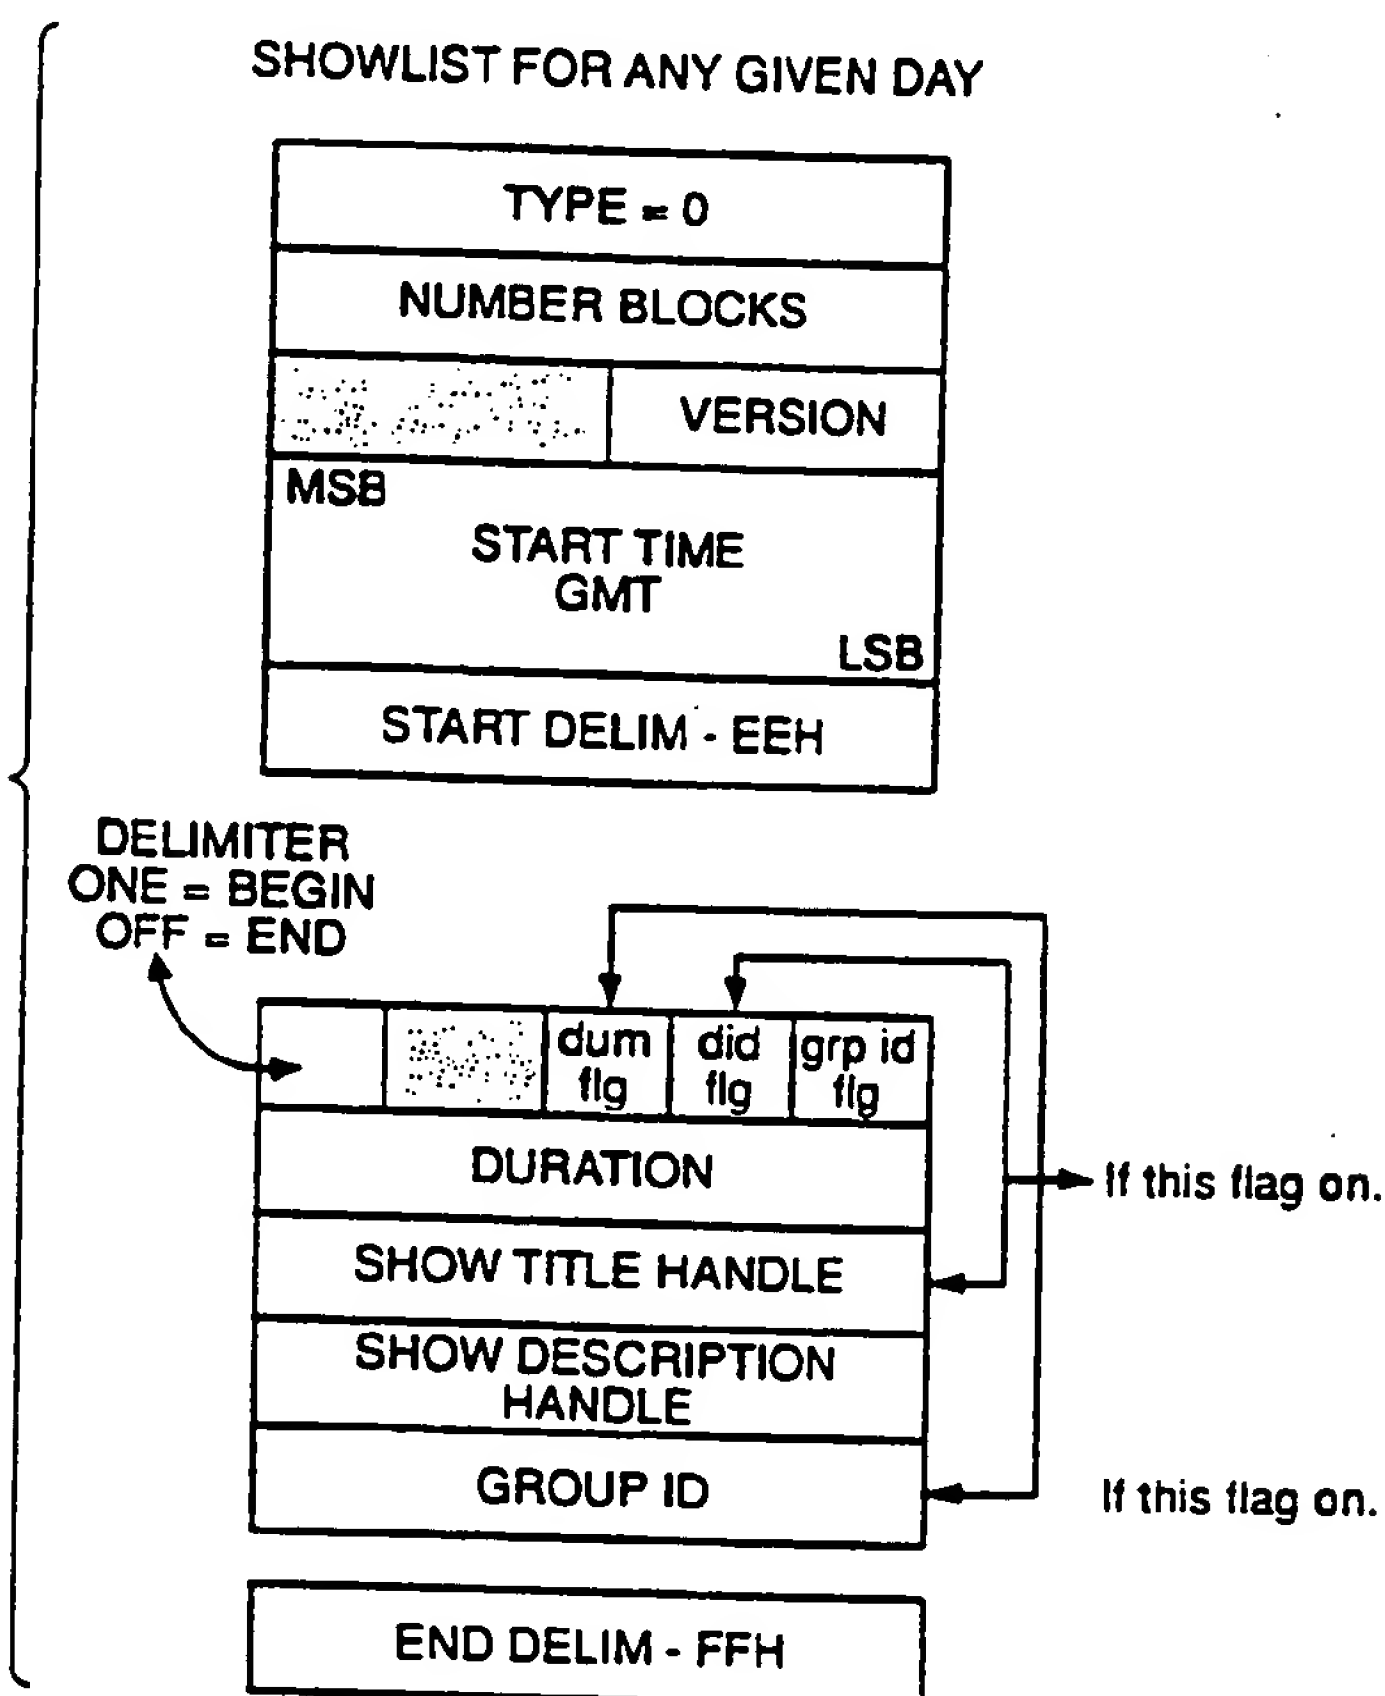 SHOWLIST FOR ANY GIVEN DAY
TYPE = 0
NUMBER BLOCKS
VERSION
MSB
START TIME
GMT
LSB
START DELIM - EEH
DELIMITER
ONE = BEGIN
OFF = END
dum did grp id
flg flg flg
DURATION
If this flag on.
SHOW TITLE HANDLE
SHOW DESCRIPTION
HANDLE
GROUP ID
If this flag on.
END DELIM - FFH